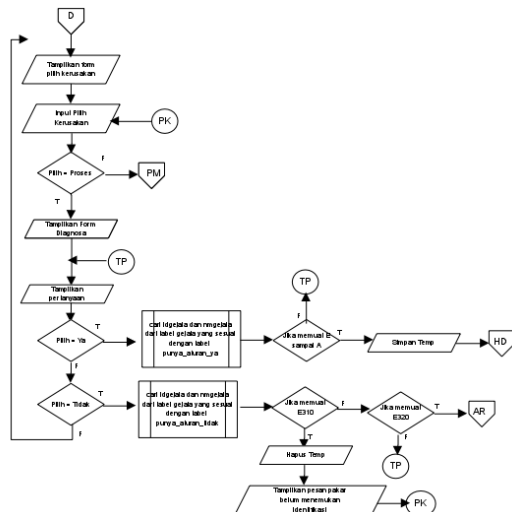 D
Tampilkan form
pilih kerusakan
Input Pilih
Kerusakan
PK
F
Pilih = Proses
PM
T
Tampilkan Form
Diagnosa
TP
Tampilkan
pertanyaan
Pilih = Ya
T
F
cari idgejala dan nmgejala
dari tabel gejala yang sesuai
dengan tabel
punya_aturan_ya
TP
F
Jika memuat E
sampai A
T
Simpan Temp
HD
Pilih = Tidak
T
F
cari idgejala dan nmgejala
dari tabel gejala yang sesuai
dengan tabel
punya_aturan_tidak
Jika memuat
E310
F
T
Jika memuat
E320
T
F
AR
TP
Hapus Temp
Tampilkan pesan pakar
belum menemukan
identifikasi
PK